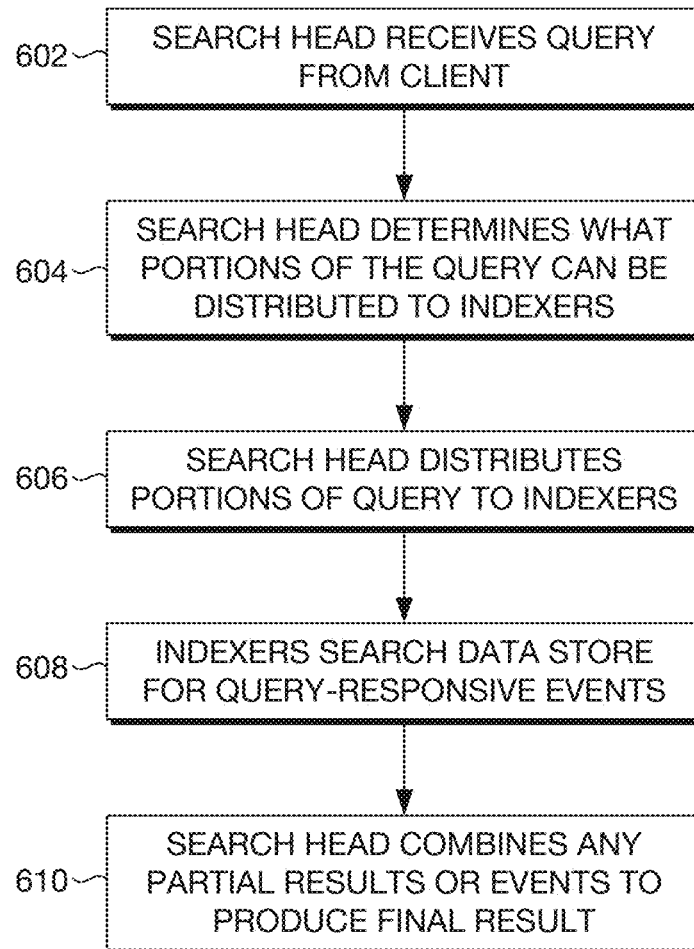 602
SEARCH HEAD RECEIVES QUERY
FROM CLIENT
604
SEARCH HEAD DETERMINES WHAT
PORTIONS OF THE QUERY CAN BE
DISTRIBUTED TO INDEXERS
606
SEARCH HEAD DISTRIBUTES
PORTIONS OF QUERY TO INDEXERS
608
INDEXERS SEARCH DATA STORE
FOR QUERY-RESPONSIVE EVENTS
610
SEARCH HEAD COMBINES ANY
PARTIAL RESULTS OR EVENTS TO
PRODUCE FINAL RESULT